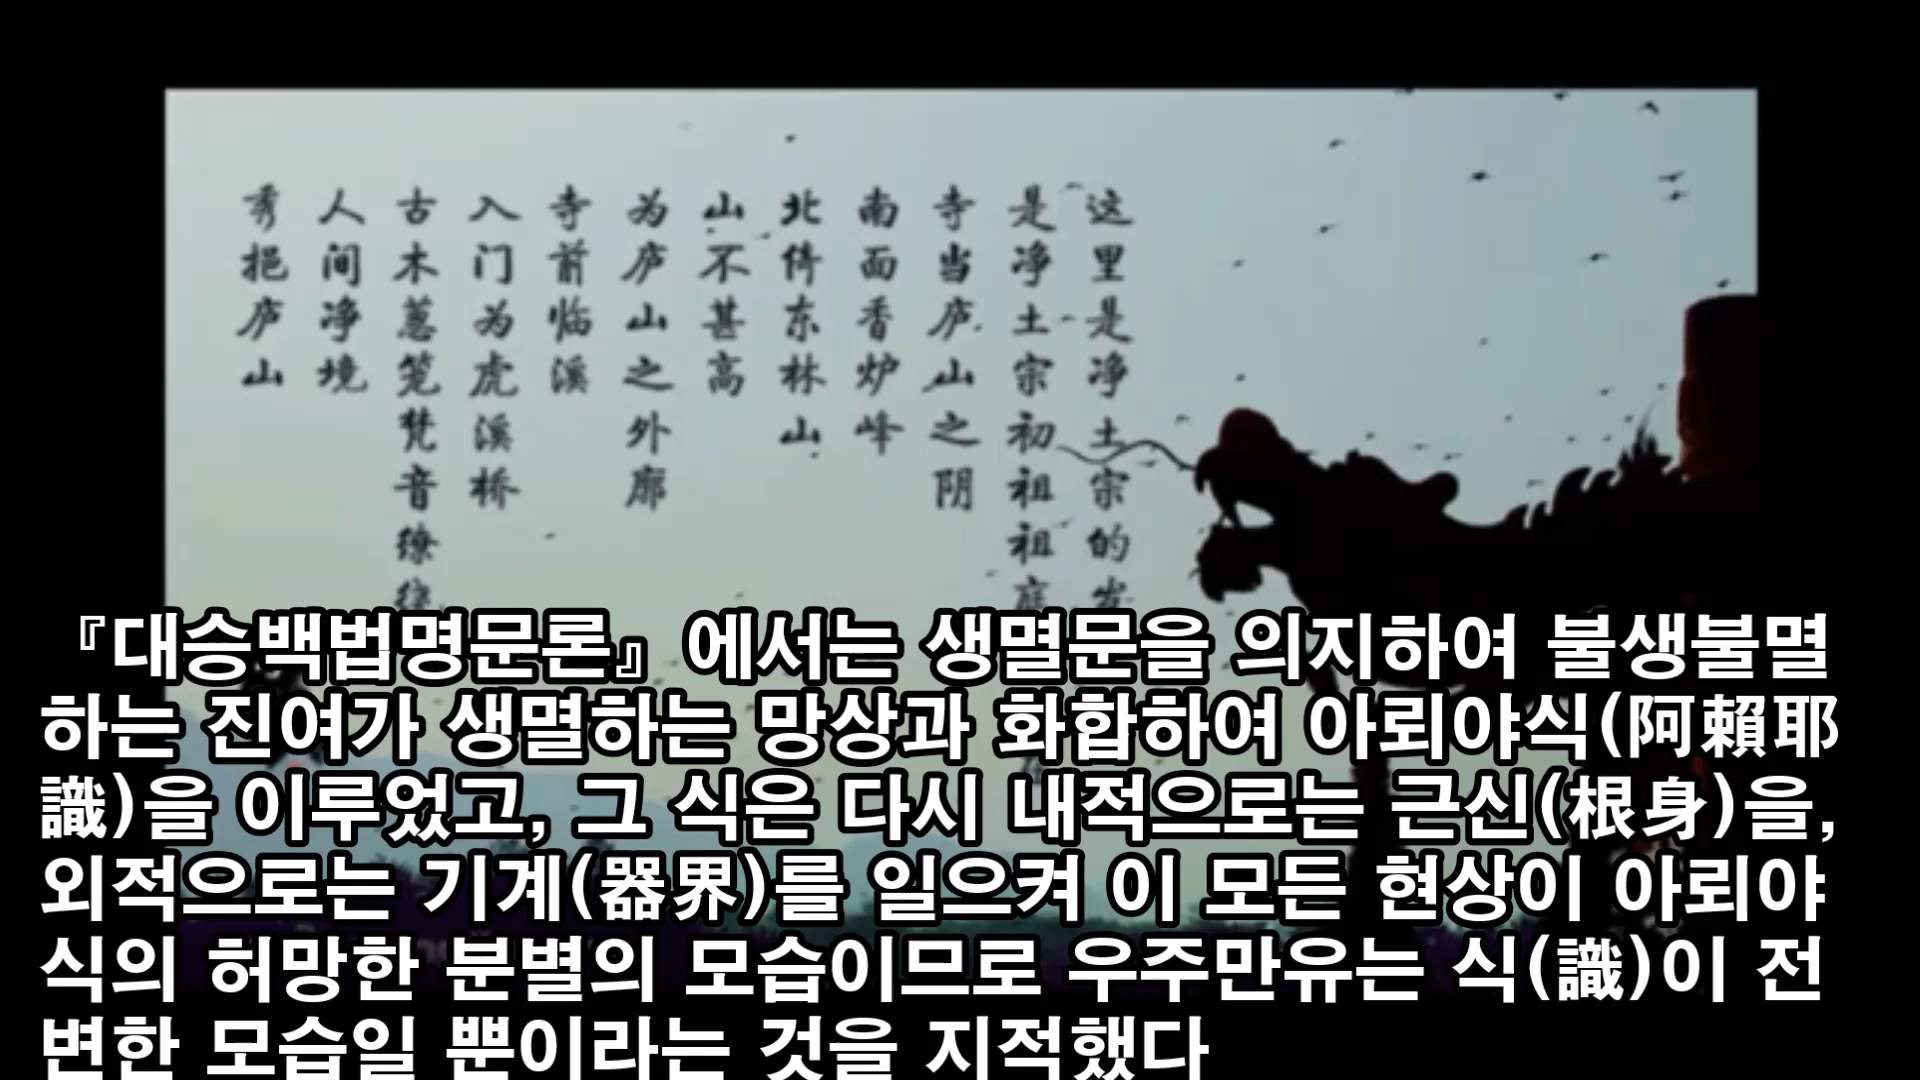 这里是净土宗的发
是净土宗初祖祖庭
寺当庐山之阴
南面香炉峰
北倚东林山
山不甚高
为庐山之外廓
寺前临溪
入门为虎溪桥
古木葱笼梵音缭绕
人间净境
秀挹庐山
『대승백법명문론』에서는 생멸문을 의지하여 불생불멸
하는 진여가 생멸하는 망상과 화합하여 아뢰야식(阿賴耶
識)을 이루었고, 그 식은 다시 내적으로는 근신(根身)을,
외적으로는 기계(器界)를 일으켜 이 모든 현상이 아뢰야
식의 허망한 분별의 모습이므로 우주만유는 식(識)이 전
변한 모습일 뿐이라는 것을 지적했다